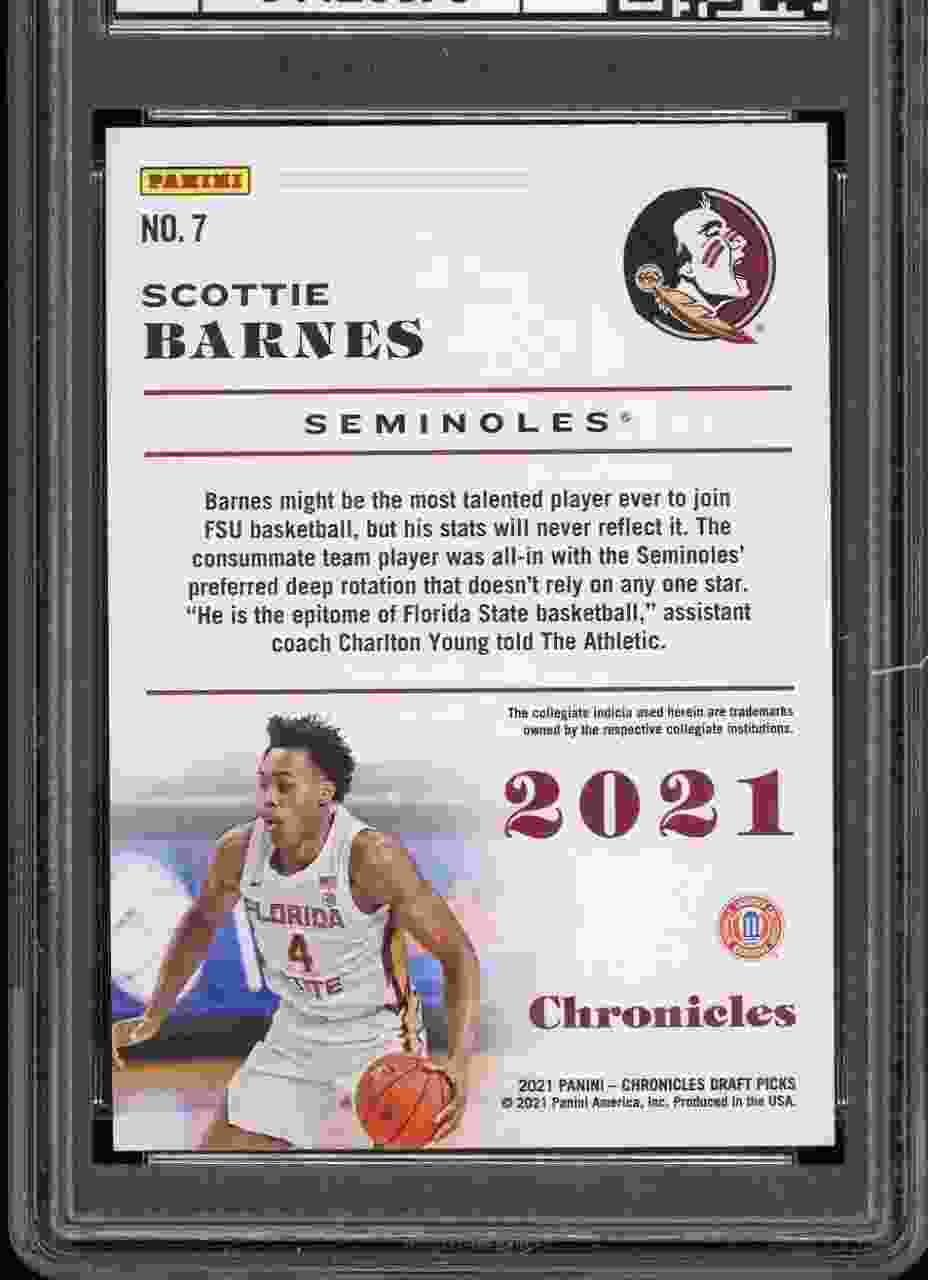 PANINI
NO. 7
SCOTTIE
BARNES
SEMINOLES®
Barnes might be the most talented player ever to join
FSU basketball, but his stats will never reflect it. The
consummate team player was all-in with the Seminoles'
preferred deep rotation that doesn't rely on any one star.
“He is the epitome of Florida State basketball,” assistant
coach Charlton Young told The Athletic.
The collegiate indicia used herein are trademarks
owned by the respective collegiate institutions.
2021
FLORIDA
4
Chronicles
2021 PANINI – CHRONICLES DRAFT PICKS
© 2021 Panini America, Inc. Produced in the USA.